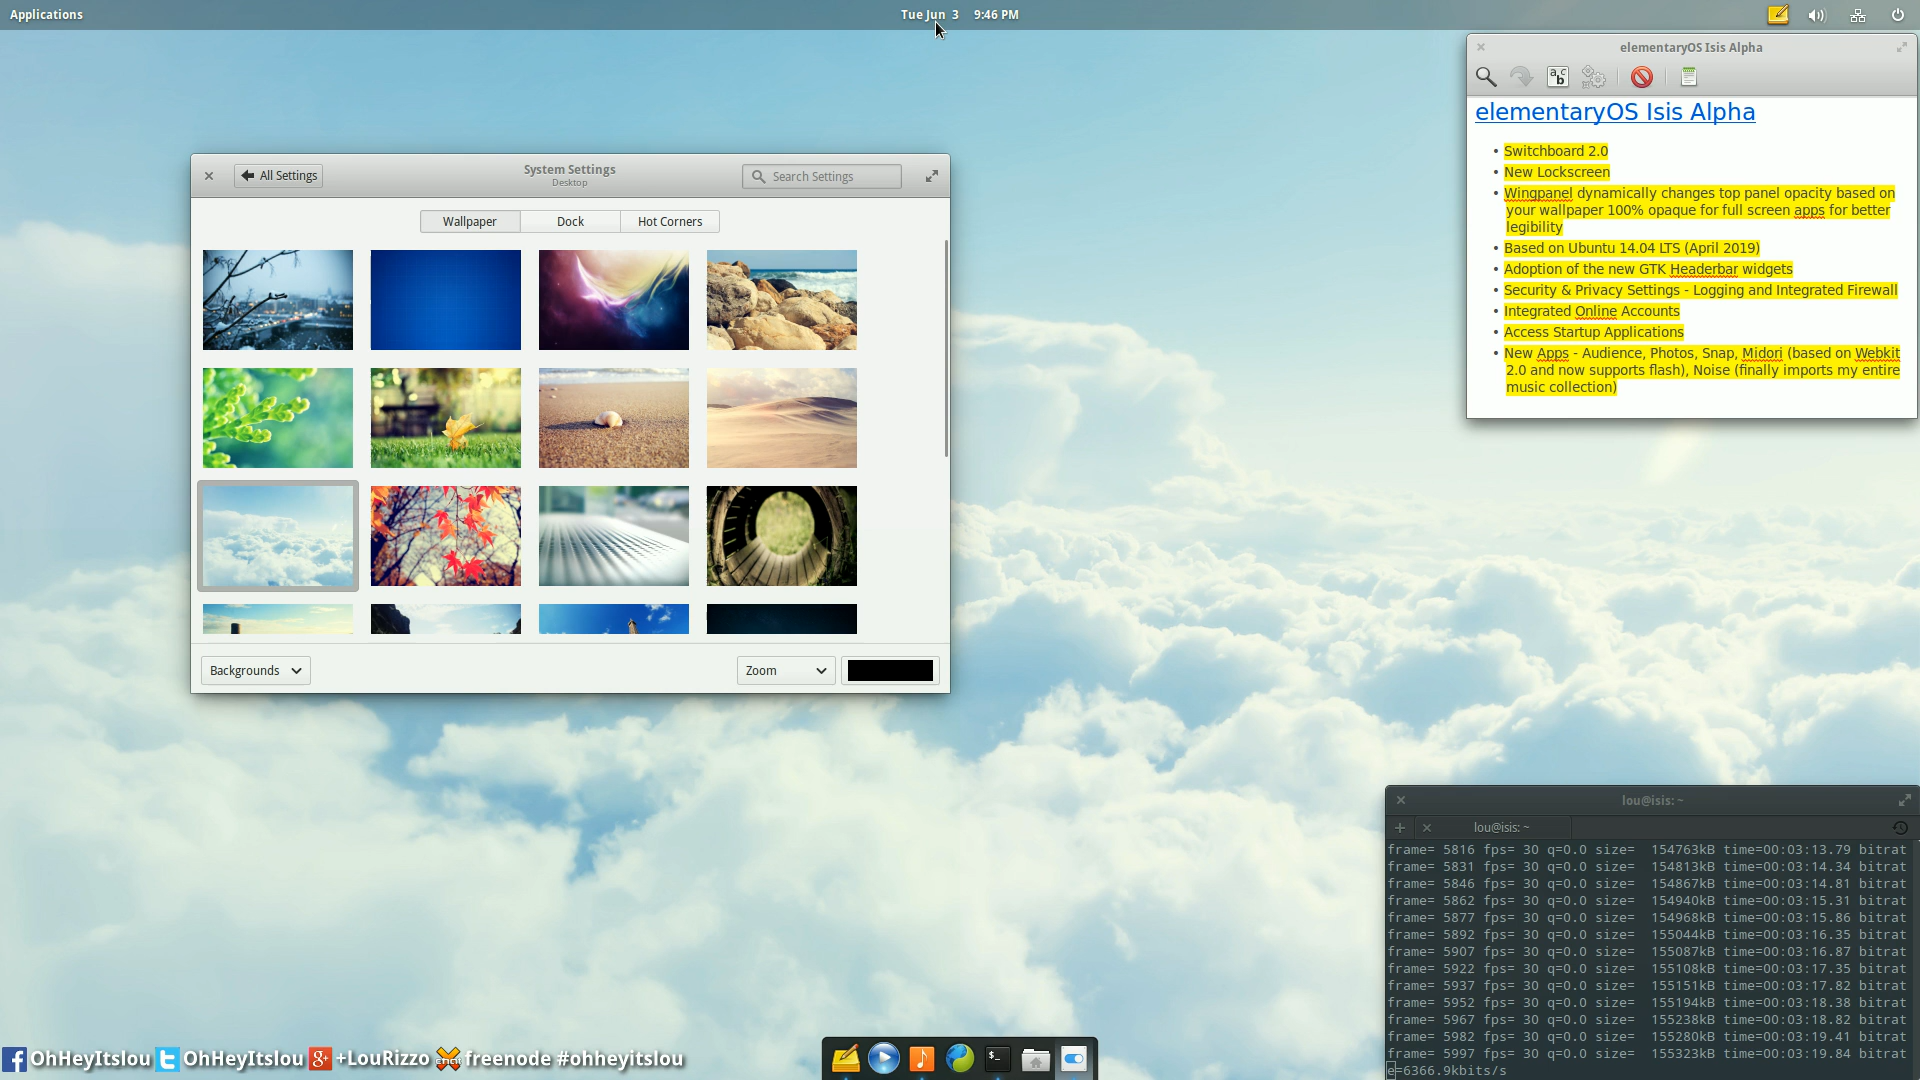 Applications
Tue Jun 3 9:46 PM
elementaryOS Isis Alpha
elementaryOS Isis Alpha
• Switchboard 2.0
• New Lockscreen
• Wingpanel dynamically changes top panel opacity based on
your wallpaper 100% opaque for full screen apps for better
legibility
• Based on Ubuntu 14.04 LTS (April 2019)
• Adoption of the new GTK Headerbar widgets
• Security & Privacy Settings - Logging and Integrated Firewall
• Integrated Online Accounts
• Access Startup Applications
• New Apps - Audience, Photos, Snap, Midori (based on Webkit
2.0 and now supports flash), Noise (finally imports my entire
music collection)
All Settings
System Settings
Desktop
Search Settings
Wallpaper Dock Hot Corners
Backgrounds
Zoom
lou@isis: ~
lou@isis: ~
frame= 5816 fps= 30 q=0.0 size= 154763kB time=00:03:13.79 bitrat
frame= 5831 fps= 30 q=0.0 size= 154813kB time=00:03:14.34 bitrat
frame= 5846 fps= 30 q=0.0 size= 154867kB time=00:03:14.81 bitrat
frame= 5862 fps= 30 q=0.0 size= 154940kB time=00:03:15.31 bitrat
frame= 5877 fps= 30 q=0.0 size= 154968kB time=00:03:15.86 bitrat
frame= 5892 fps= 30 q=0.0 size= 155044kB time=00:03:16.35 bitrat
frame= 5907 fps= 30 q=0.0 size= 155087kB time=00:03:16.87 bitrat
frame= 5922 fps= 30 q=0.0 size= 155108kB time=00:03:17.35 bitrat
frame= 5937 fps= 30 q=0.0 size= 155151kB time=00:03:17.82 bitrat
frame= 5952 fps= 30 q=0.0 size= 155194kB time=00:03:18.38 bitrat
frame= 5967 fps= 30 q=0.0 size= 155238kB time=00:03:18.82 bitrat
frame= 5982 fps= 30 q=0.0 size= 155280kB time=00:03:19.41 bitrat
frame= 5997 fps= 30 q=0.0 size= 155323kB time=00:03:19.84 bitrat
e=6366.9kbits/s
OhHeyItslou OhHeyItslou +LouRizzo freenode #ohheyitslou